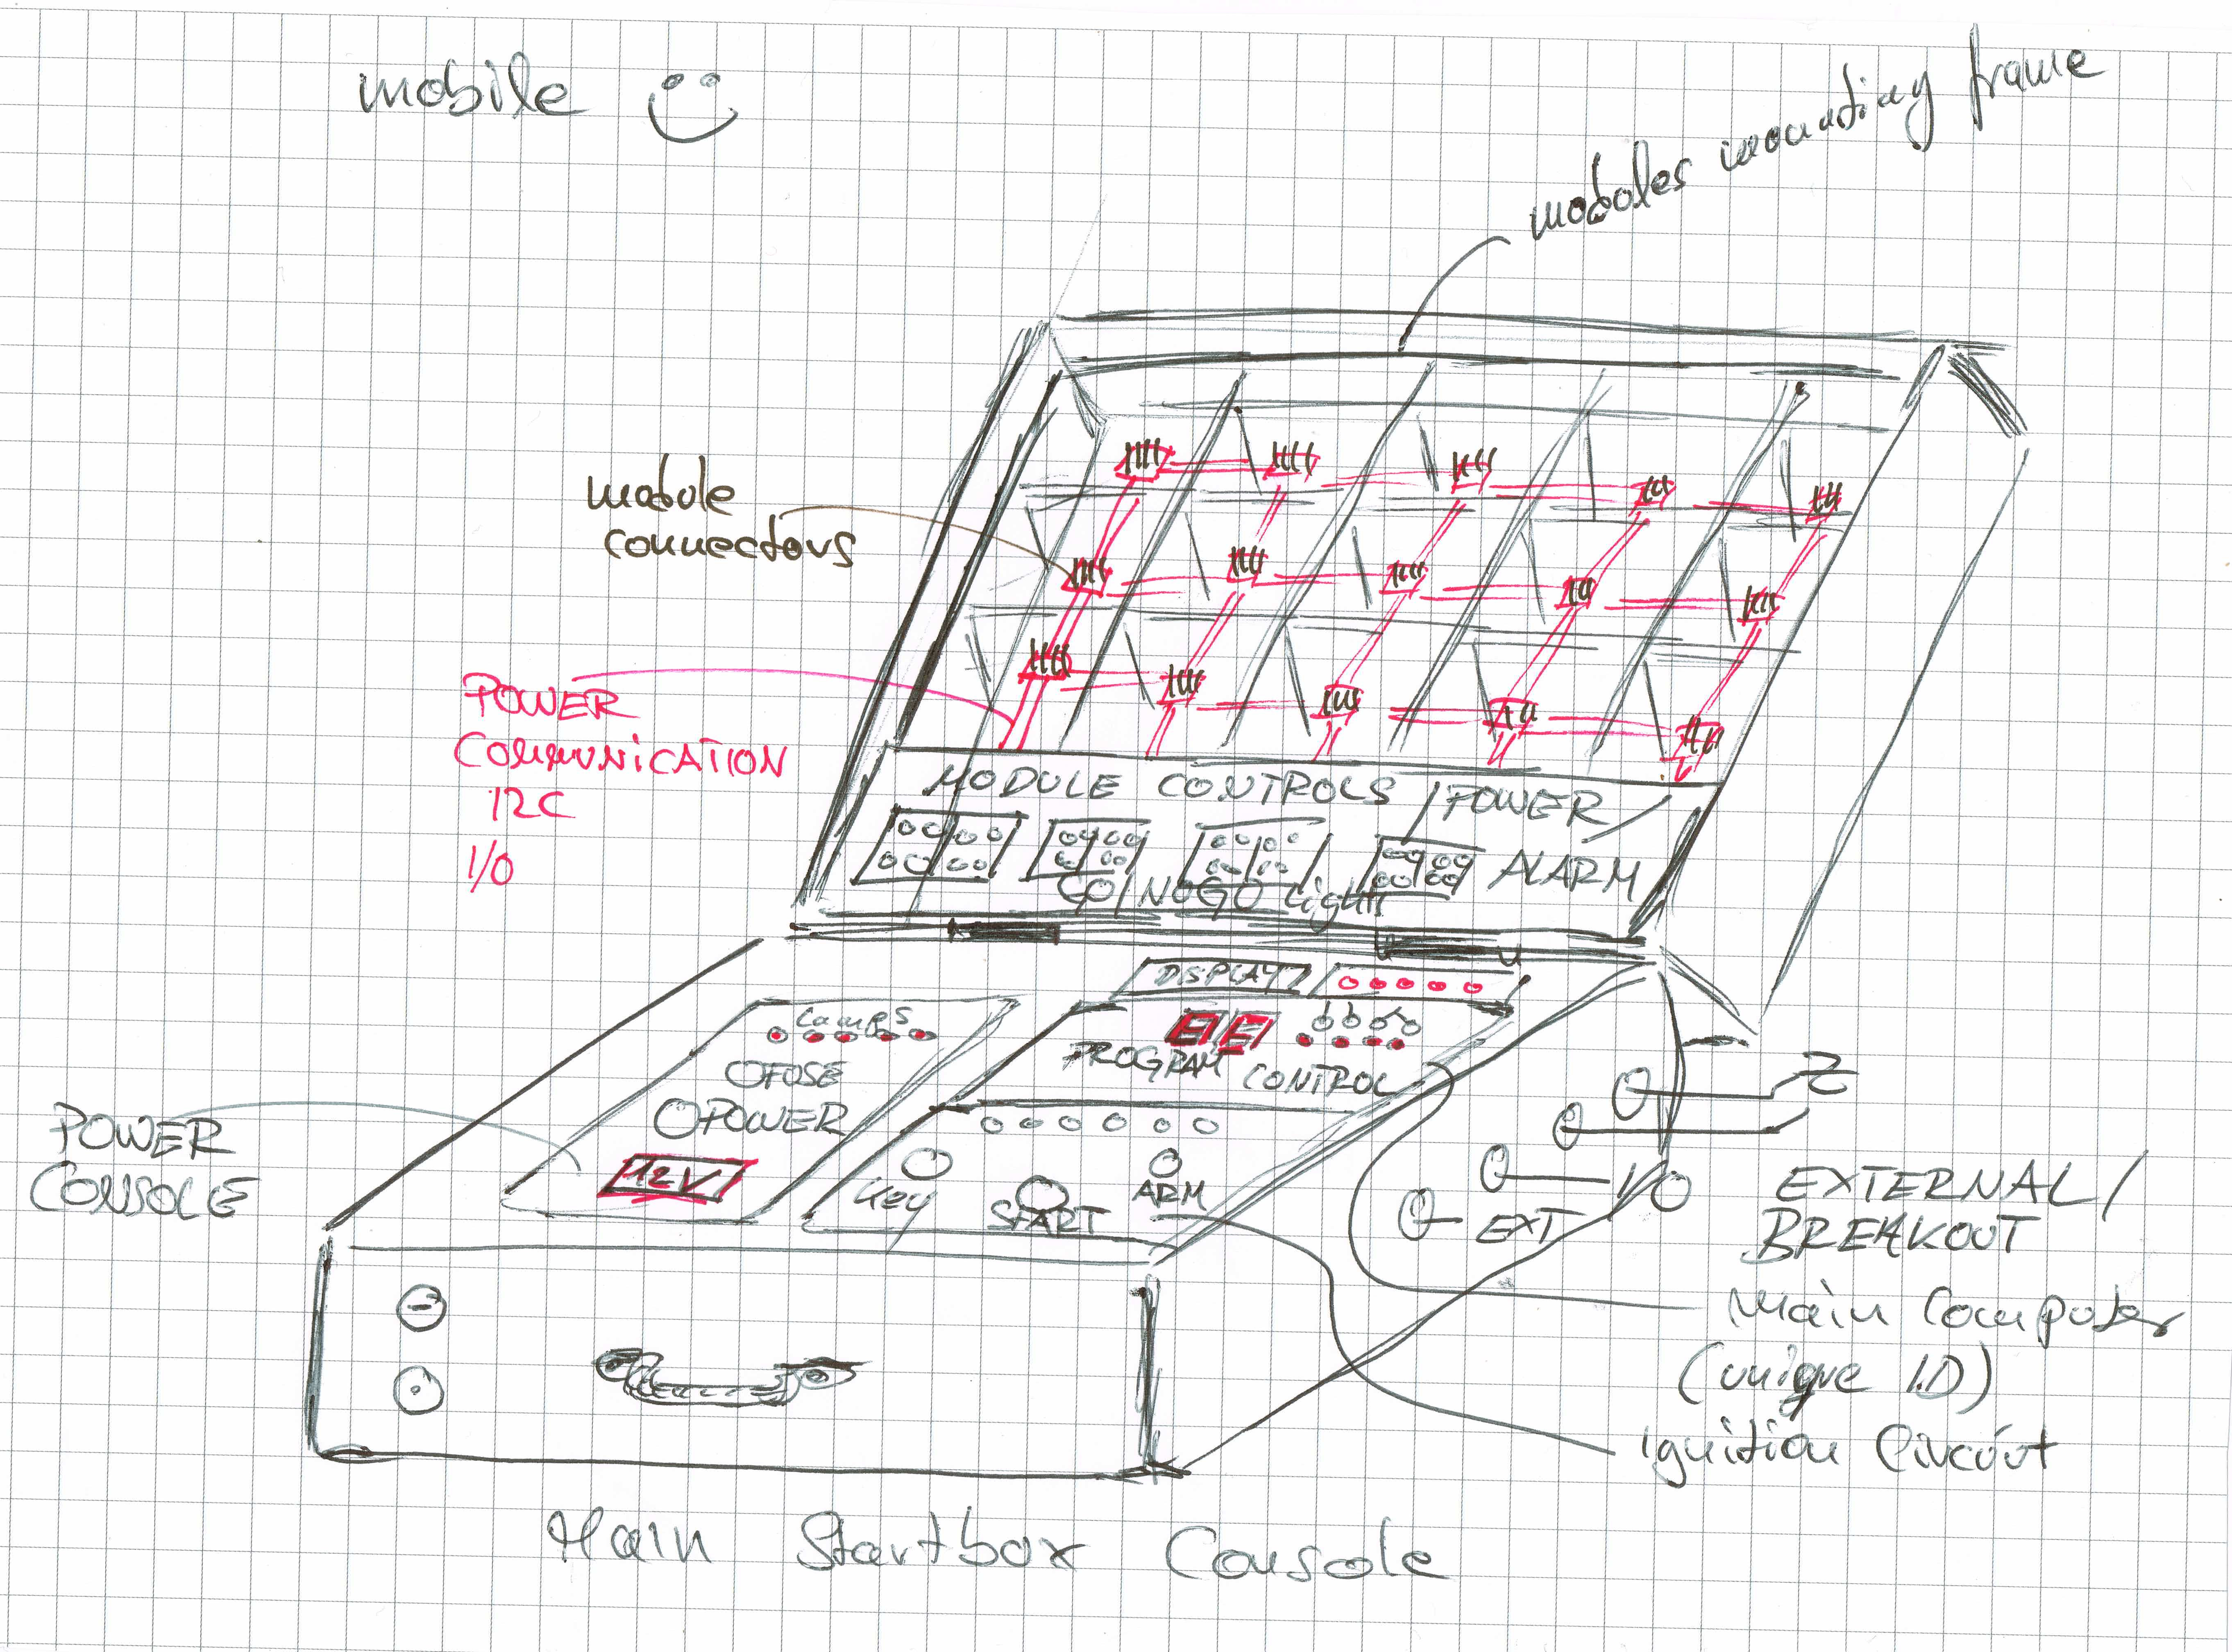 mobile
modules mounting frame
module
connectors
POWER
COMMUNICATION
I2C
I/O
MODULE CONTROLS / POWER /
ALARM
GO/NOGO Lights
DISPLAY
Lamps
FUSE
POWER
12V
PROGRAM CONTROL
Key
START
ARM
POWER
CONSOLE
I/O
EXT
EXTERNAL /
BREAKOUT
Main Computer
(unique I.D)
Ignition Circuit
Main Startbox Console